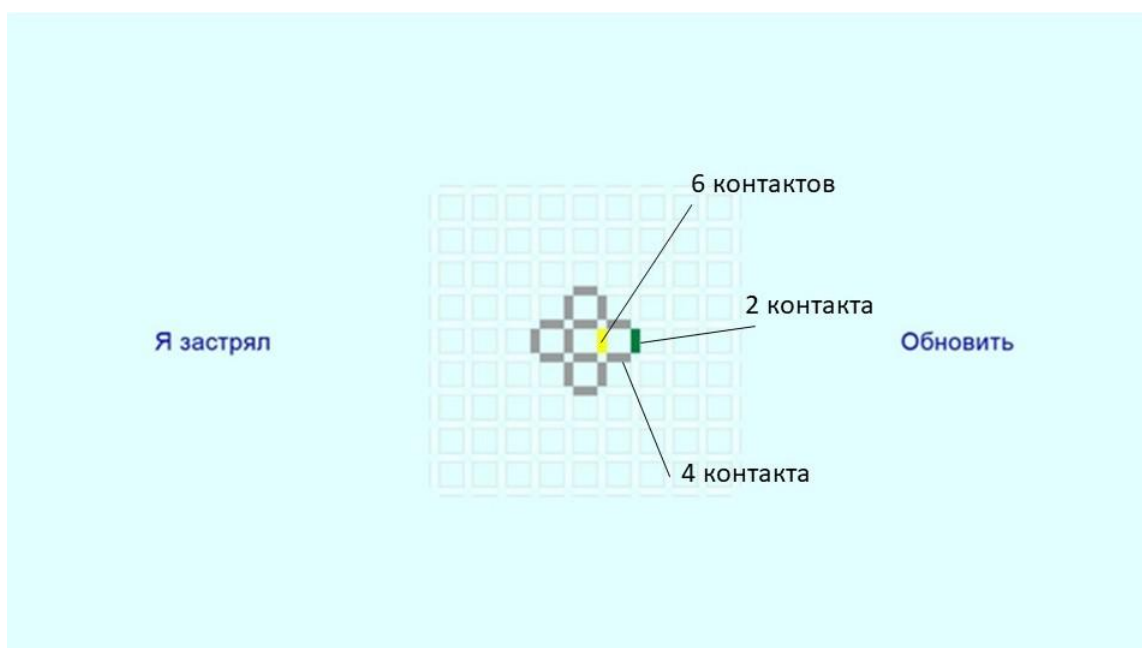 6 контактов
2 контакта
Я застрял
Обновить
4 контакта